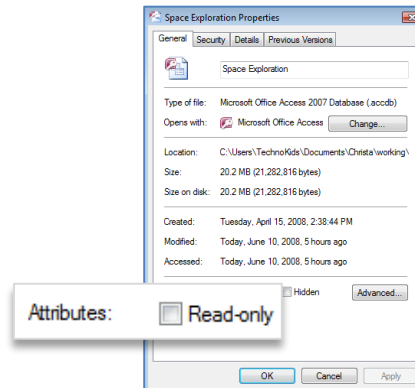 Space Exploration Properties
General Security Details Previous Versions
Space Exploration
Type of file: Microsoft Office Access 2007 Database (.accdb)
Opens with: Microsoft Office Access Change...
Location: C:\Users\TechnoKids\Documents\Christa\working\
Size: 20.2 MB (21,282,816 bytes)
Size on disk: 20.2 MB (21,282,816 bytes)
Created: Tuesday, April 15, 2008, 2:38:44 PM
Modified: Today, June 10, 2008, 5 hours ago
Accessed: Today, June 10, 2008, 5 hours ago
Hidden Advanced...
Attributes: Read-only
OK Cancel Apply